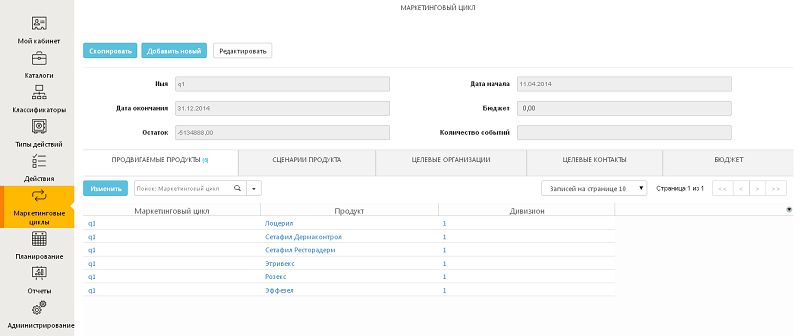 МАРКЕТИНГОВЫЙ ЦИКЛ
Мой кабинет
Каталоги
Классификаторы
Типы действий
Действия
Маркетинговые
циклы
Планирование
Отчеты
Администрирование
Скопировать Добавить новый Редактировать
Имя q1 Дата начала 11.04.2014
Дата окончания 31.12.2014 Бюджет 0,00
Остаток -5134888,00 Количество событий
ПРОДВИГАЕМЫЕ ПРОДУКТЫ (6) СЦЕНАРИИ ПРОДУКТА ЦЕЛЕВЫЕ ОРГАНИЗАЦИИ ЦЕЛЕВЫЕ КОНТАКТЫ БЮДЖЕТ
Изменить Поиск: Маркетинговый цикл Записей на странице 10 Страница 1 из 1 << < > >>
Маркетинговый цикл Продукт Дивизион
q1 Лоцерил 1
q1 Сетафил Дермаконтрол 1
q1 Сетафил Ресторадерм 1
q1 Этривекс 1
q1 Розекс 1
q1 Эффезел 1